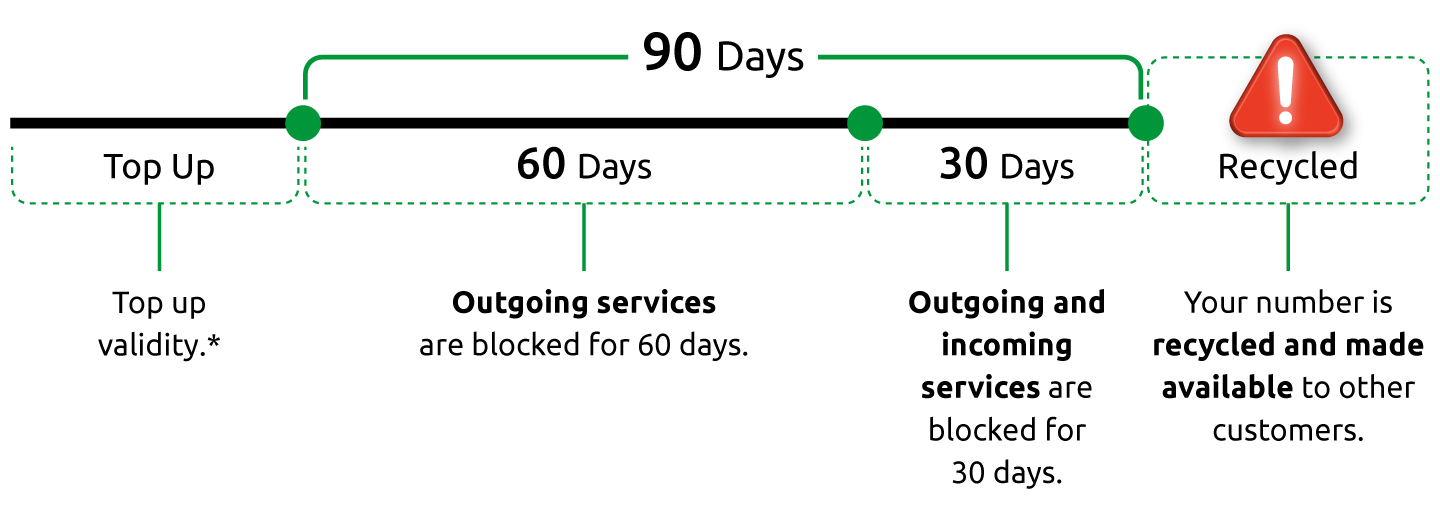 90 Days
Top Up
60 Days
30 Days
Recycled
Top up
validity.*
Outgoing services
are blocked for 60 days.
Outgoing and
incoming
services are
blocked for
30 days.
Your number is
recycled and made
available to other
customers.